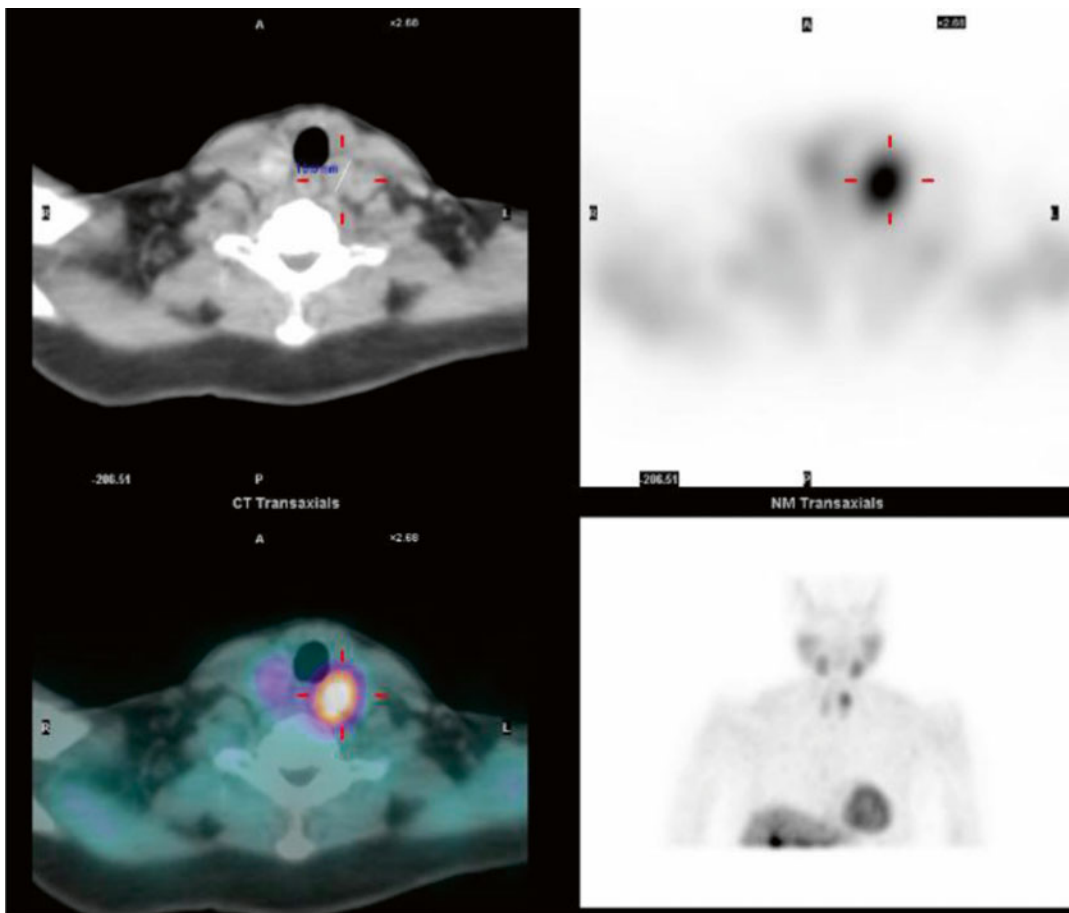 A ×2.68
R L
-206.51 P
CT Transaxials
A ×2.68
R L
-206.51 P
NM Transaxials
A ×2.68
R L